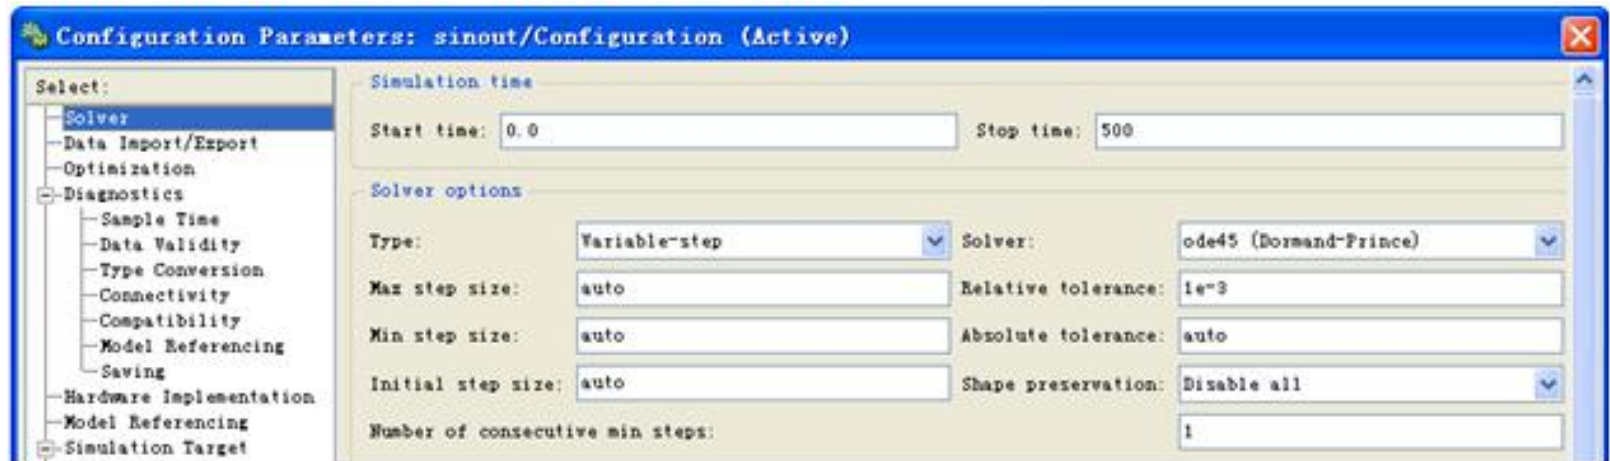 Configuration Parameters: sinout/Configuration (Active)
Select:
Solver
Data Import/Export
Optimization
Diagnostics
Sample Time
Data Validity
Type Conversion
Connectivity
Compatibility
Model Referencing
Saving
Hardware Implementation
Model Referencing
Simulation Target
Simulation time
Start time: 0.0 Stop time: 500
Solver options
Type: Variable-step Solver: ode45 (Dormand-Prince)
Max step size: auto Relative tolerance: 1e-3
Min step size: auto Absolute tolerance: auto
Initial step size: auto Shape preservation: Disable all
Number of consecutive min steps: 1